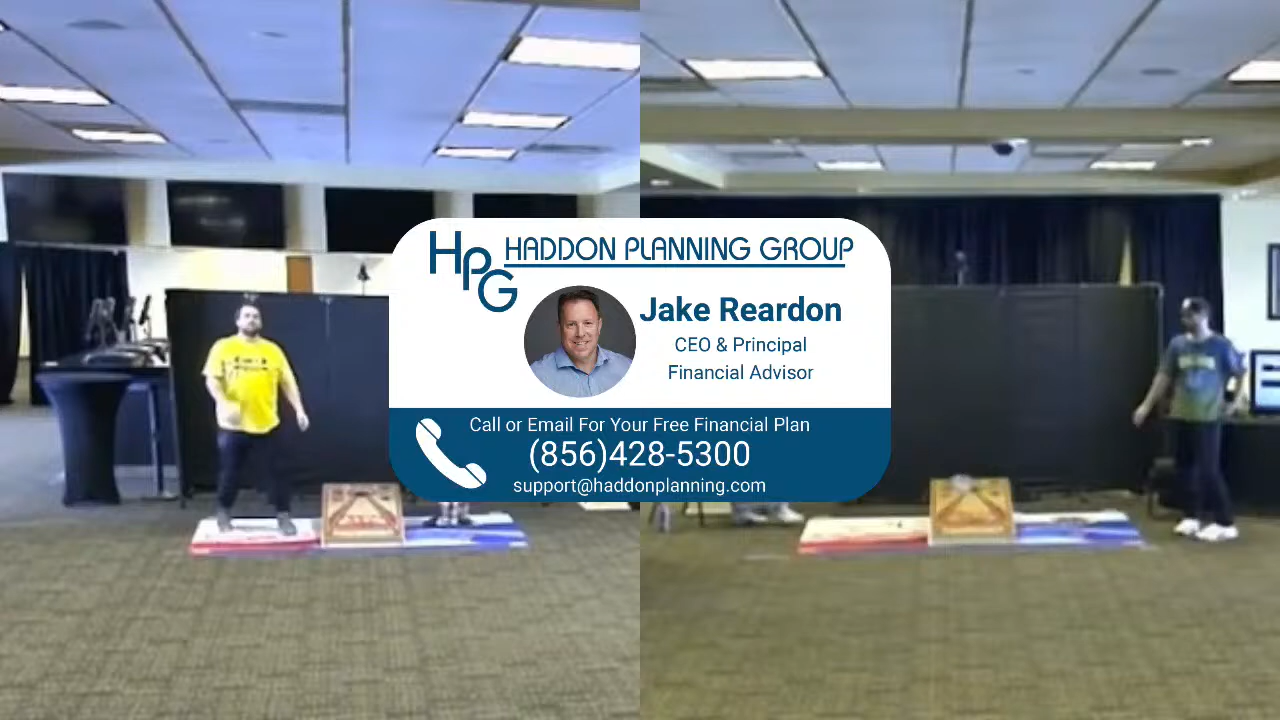 HPG
HADDON PLANNING GROUP
Jake Reardon
CEO & Principal
Financial Advisor
Call or Email For Your Free Financial Plan
(856)428-5300
support@haddonplanning.com